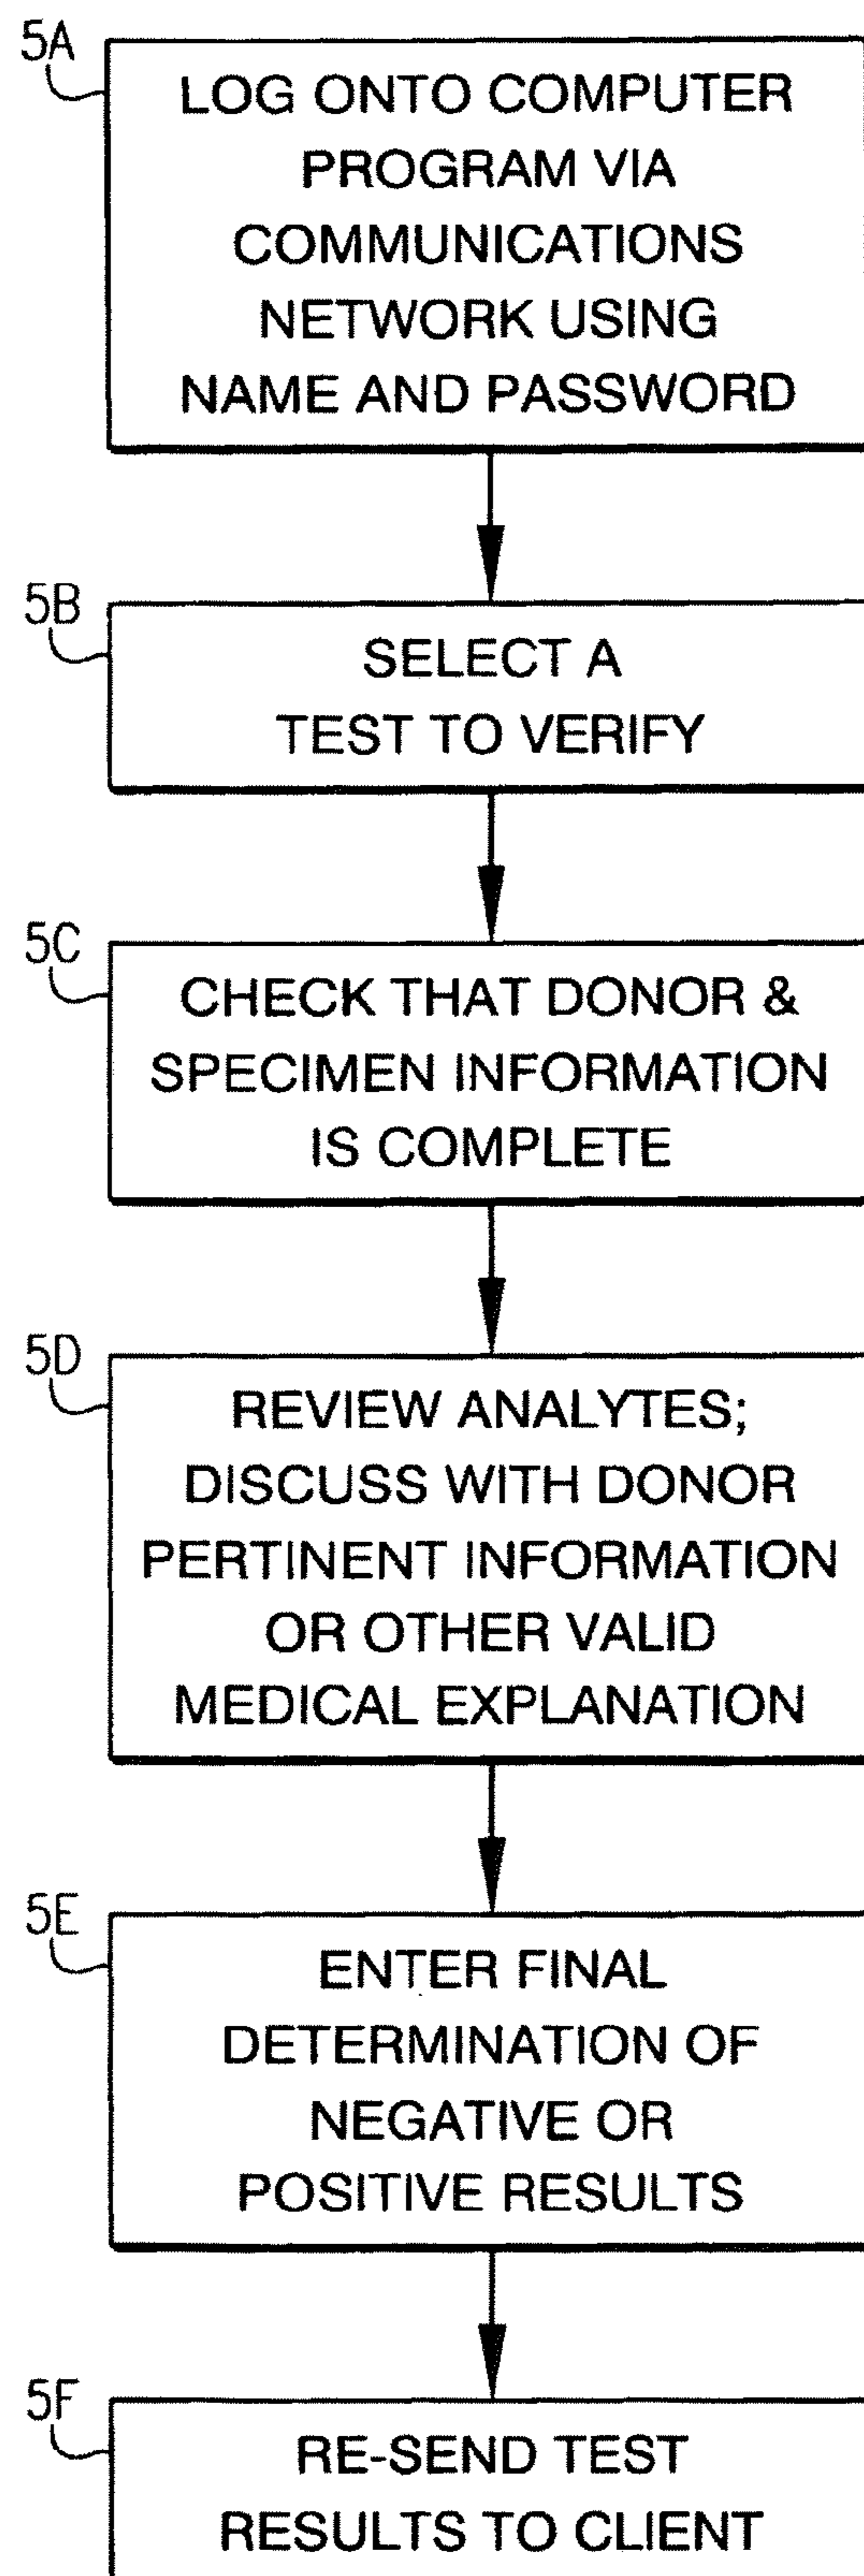 5A
LOG ONTO COMPUTER
PROGRAM VIA
COMMUNICATIONS
NETWORK USING
NAME AND PASSWORD
5B
SELECT A
TEST TO VERIFY
5C
CHECK THAT DONOR &
SPECIMEN INFORMATION
IS COMPLETE
5D
REVIEW ANALYTES;
DISCUSS WITH DONOR
PERTINENT INFORMATION
OR OTHER VALID
MEDICAL EXPLANATION
5E
ENTER FINAL
DETERMINATION OF
NEGATIVE OR
POSITIVE RESULTS
5F
RE-SEND TEST
RESULTS TO CLIENT